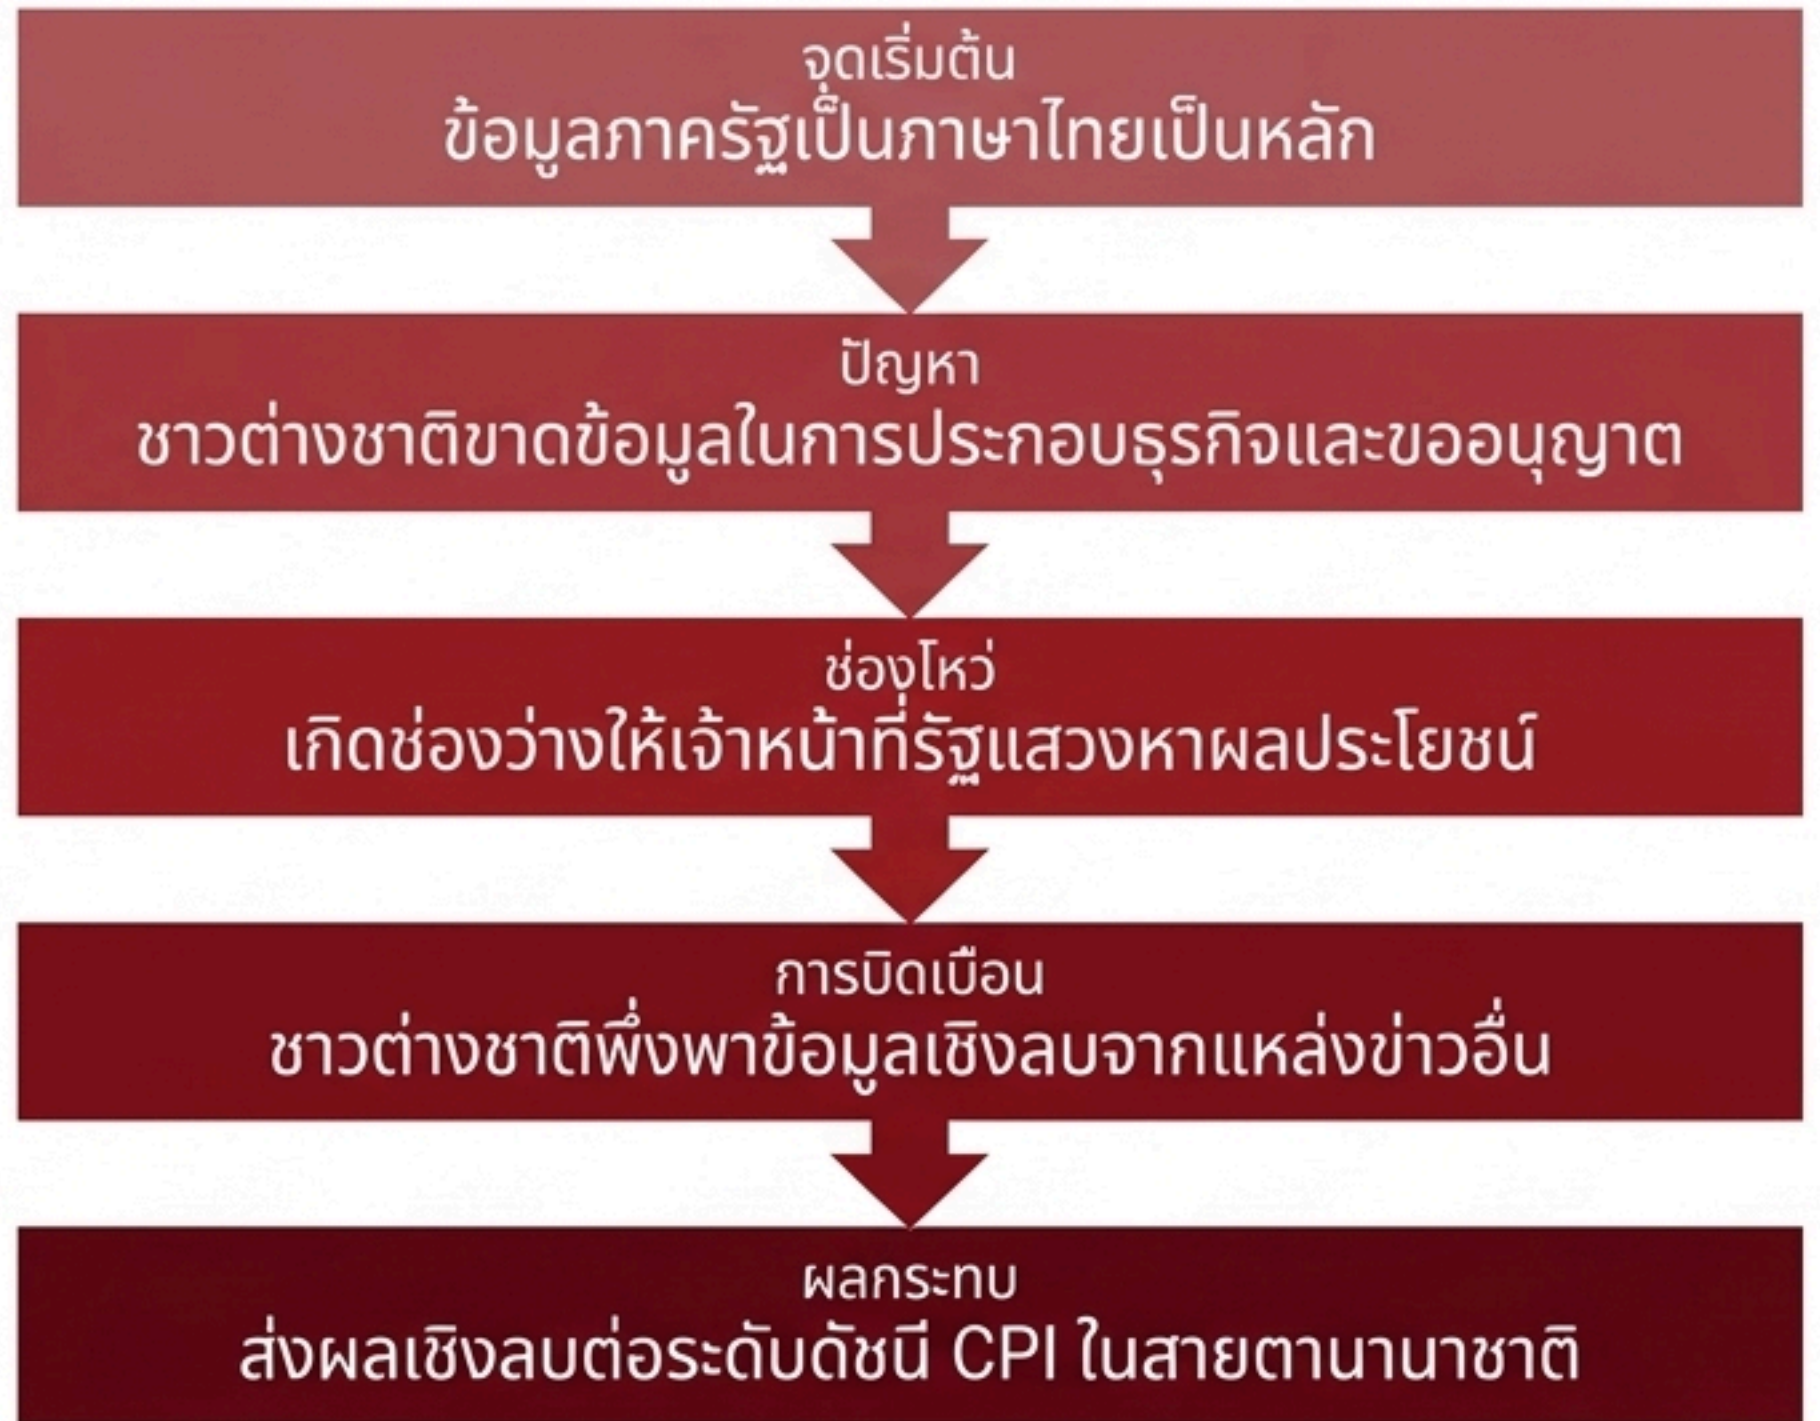 จุดเริ่มต้น
ข้อมูลภาครัฐเป็นภาษาไทยเป็นหลัก
ปัญหา
ชาวต่างชาติขาดข้อมูลในการประกอบธุรกิจและขออนุญาต
ช่องโหว่
เกิดช่องว่างให้เจ้าหน้าที่รัฐแสวงหาผลประโยชน์
การบิดเบือน
ชาวต่างชาติพึ่งพาข้อมูลเชิงลบจากแหล่งข่าวอื่น
ผลกระทบ
ส่งผลเชิงลบต่อระดับดัชนี CPI ในสายตานานาชาติ